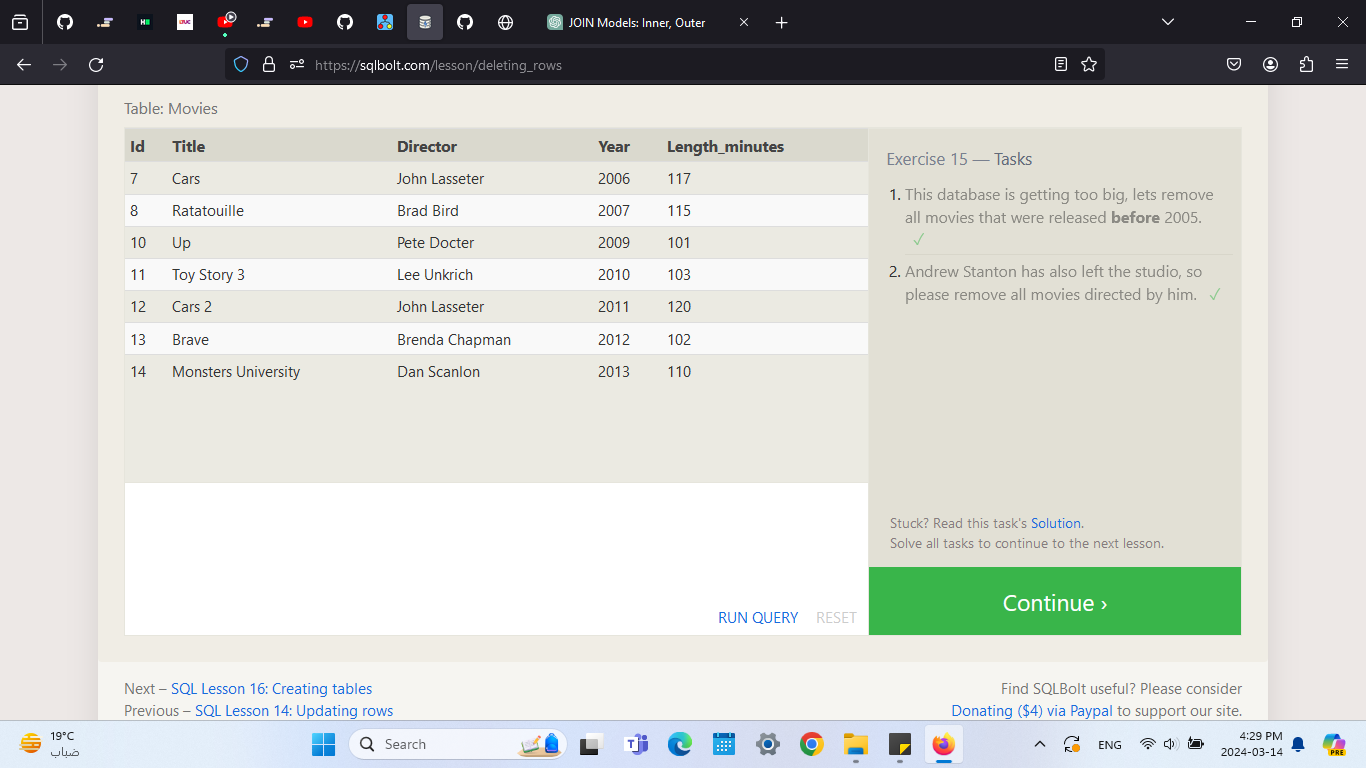 JOIN Models: Inner, Outer
https://sqlbolt.com/lesson/deleting_rows
Table: Movies
Id Title Director Year Length_minutes
7 Cars John Lasseter 2006 117
8 Ratatouille Brad Bird 2007 115
10 Up Pete Docter 2009 101
11 Toy Story 3 Lee Unkrich 2010 103
12 Cars 2 John Lasseter 2011 120
13 Brave Brenda Chapman 2012 102
14 Monsters University Dan Scanlon 2013 110
RUN QUERY RESET
Exercise 15 — Tasks
1. This database is getting too big, lets remove
all movies that were released before 2005.
✓
2. Andrew Stanton has also left the studio, so
please remove all movies directed by him. ✓
Stuck? Read this task's Solution.
Solve all tasks to continue to the next lesson.
Continue ›
Next – SQL Lesson 16: Creating tables
Previous – SQL Lesson 14: Updating rows
Find SQLBolt useful? Please consider
Donating ($4) via Paypal to support our site.
19°C
ضباب
Search
ENG
4:29 PM
2024-03-14
PRE